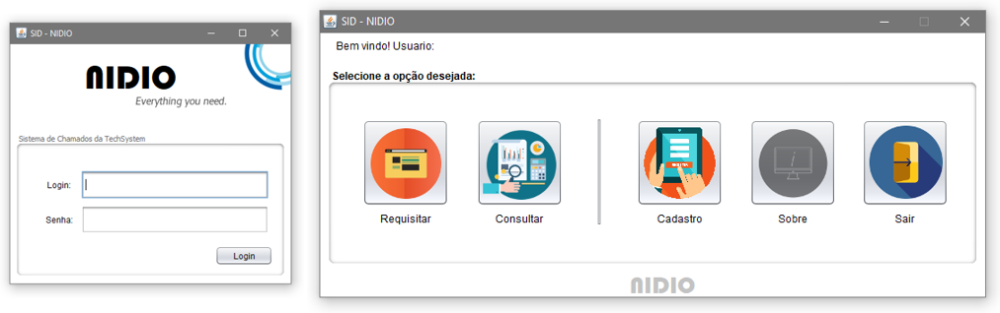 SID - NIDIO
NIDIO
Everything you need.
Sistema de Chamados da TechSystem
Login:
Senha:
Login
SID - NIDIO
Bem vindo! Usuario:
Selecione a opção desejada:
Requisitar
Consultar
Cadastro
Sobre
Sair
NIDIO